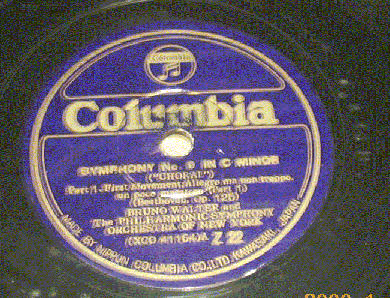 Columbia
Columbia
SYMPHONY No. 9 IN C MINOR
("CHORAL")
Part 1.-First Movement: Allegro ma non troppo,
un poco maestoso (Part 1)
(Beethoven, Op. 125)
BRUNO WALTER and
The PHILHARMONIC-SYMPHONY
ORCHESTRA OF NEW YORK
(XCO 41164)A Z 22
MADE BY NIPPON COLUMBIA CO., LTD. KAWASAKI, JAPAN